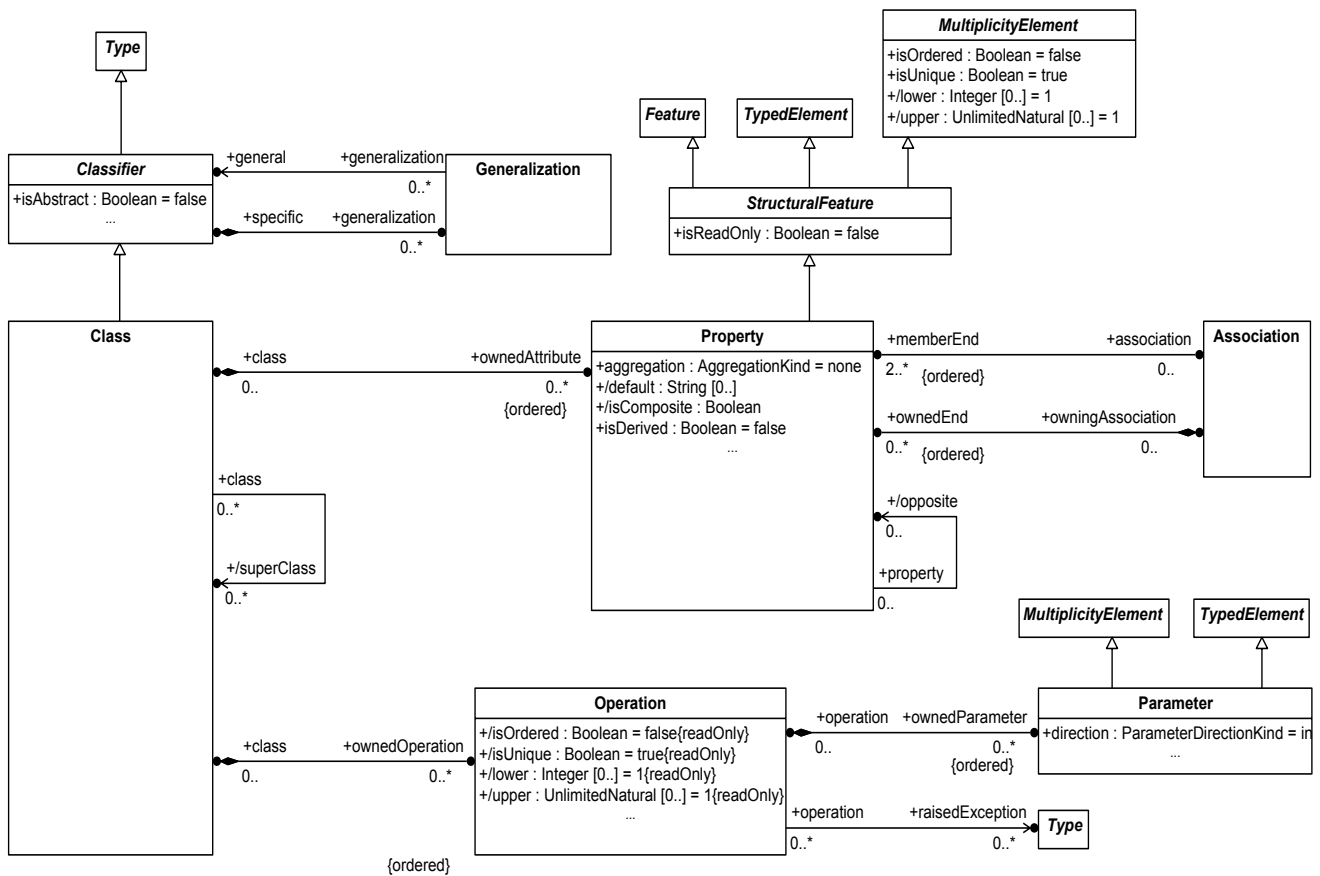 Type
Classifier
+isAbstract : Boolean = false
...
+general
+generalization
0..*
+specific
+generalization
0..*
Generalization
MultiplicityElement
+isOrdered : Boolean = false
+isUnique : Boolean = true
+/lower : Integer [0..] = 1
+/upper : UnlimitedNatural [0..] = 1
Feature
TypedElement
StructuralFeature
+isReadOnly : Boolean = false
Class
+class
0..
+ownedAttribute
0..*
{ordered}
Property
+aggregation : AggregationKind = none
+/default : String [0..]
+/isComposite : Boolean
+isDerived : Boolean = false
...
+memberEnd
2..*
{ordered}
+association
0..
+ownedEnd
0..*
{ordered}
+owningAssociation
0..
Association
+class
0..*
+/superClass
0..*
+/opposite
0..
+property
0..
MultiplicityElement
TypedElement
+class
0..
+ownedOperation
0..*
{ordered}
Operation
+/isOrdered : Boolean = false{readOnly}
+/isUnique : Boolean = true{readOnly}
+/lower : Integer [0..] = 1{readOnly}
+/upper : UnlimitedNatural [0..] = 1{readOnly}
...
+operation
0..
+ownedParameter
0..*
{ordered}
Parameter
+direction : ParameterDirectionKind = in
...
+operation
0..*
+raisedException
0..*
Type